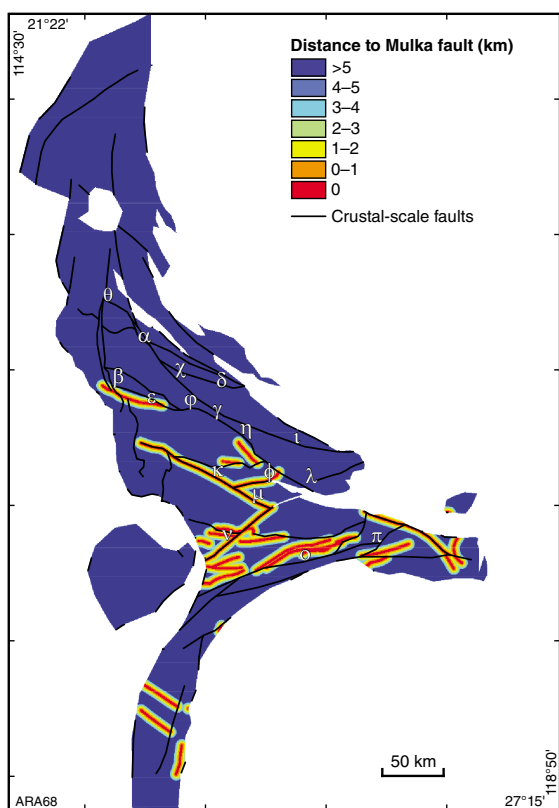 21°22'
114°30'
Distance to Mulka fault (km)
>5
4–5
3–4
2–3
1–2
0–1
0
Crustal-scale faults
θ
α
χ
δ
β
ε
φ
γ
η
ι
κ
ϕ
λ
μ
ν
ο
π
50 km
ARA68
27°15'
118°50'